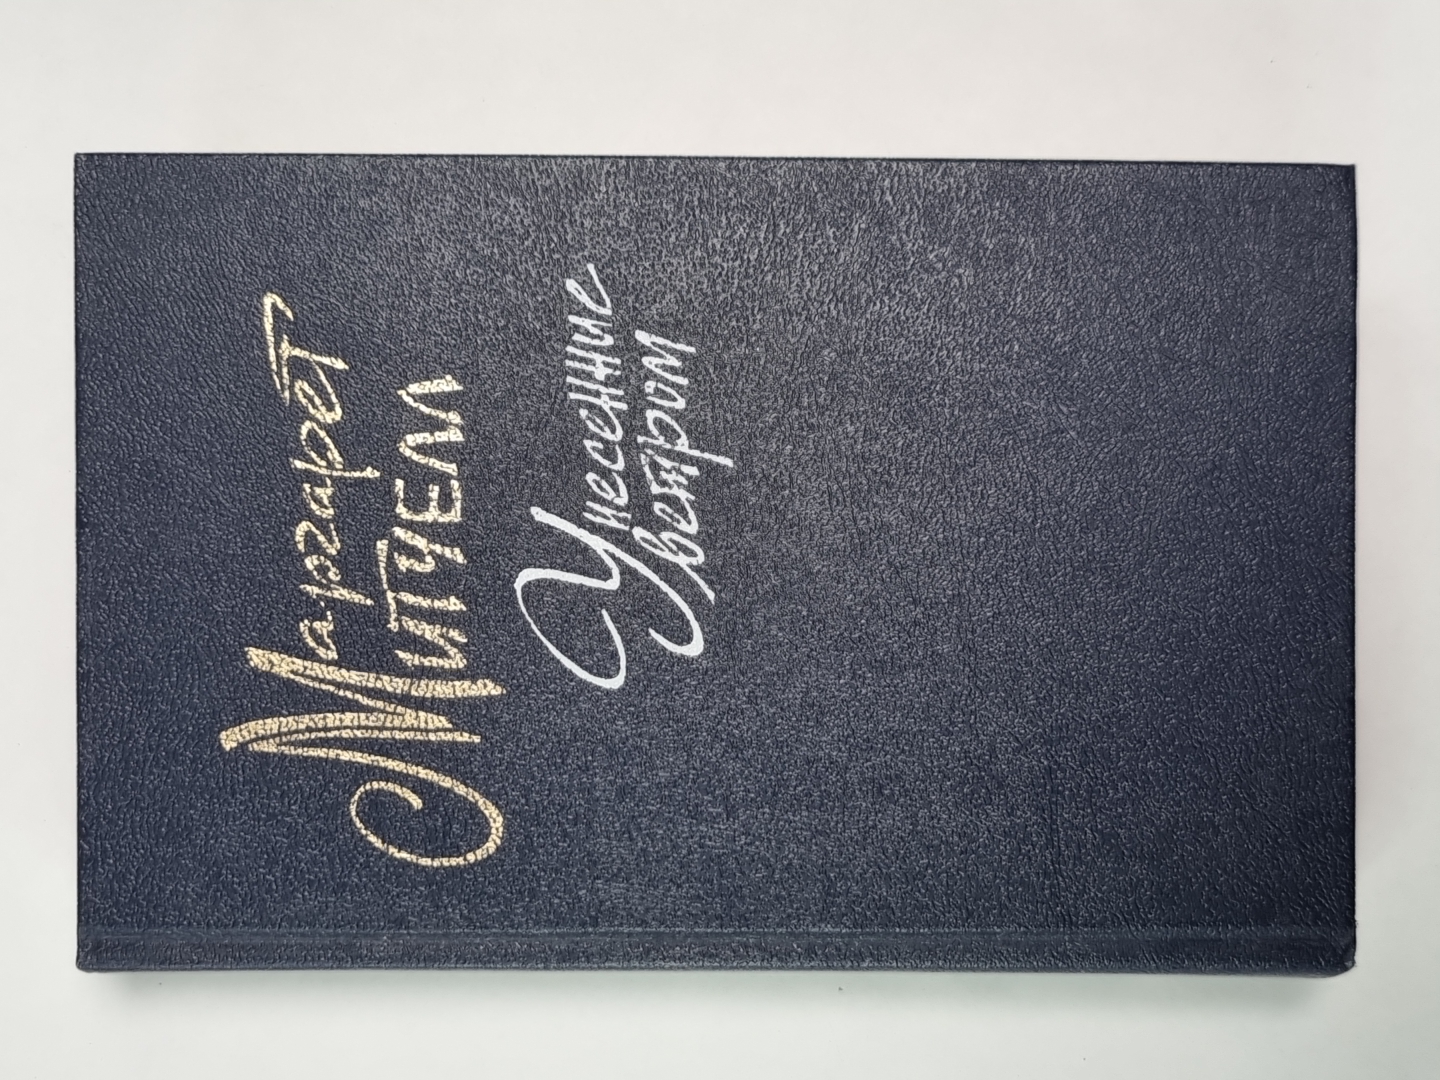 Маргарет
Митчелл
Унесенные
ветром